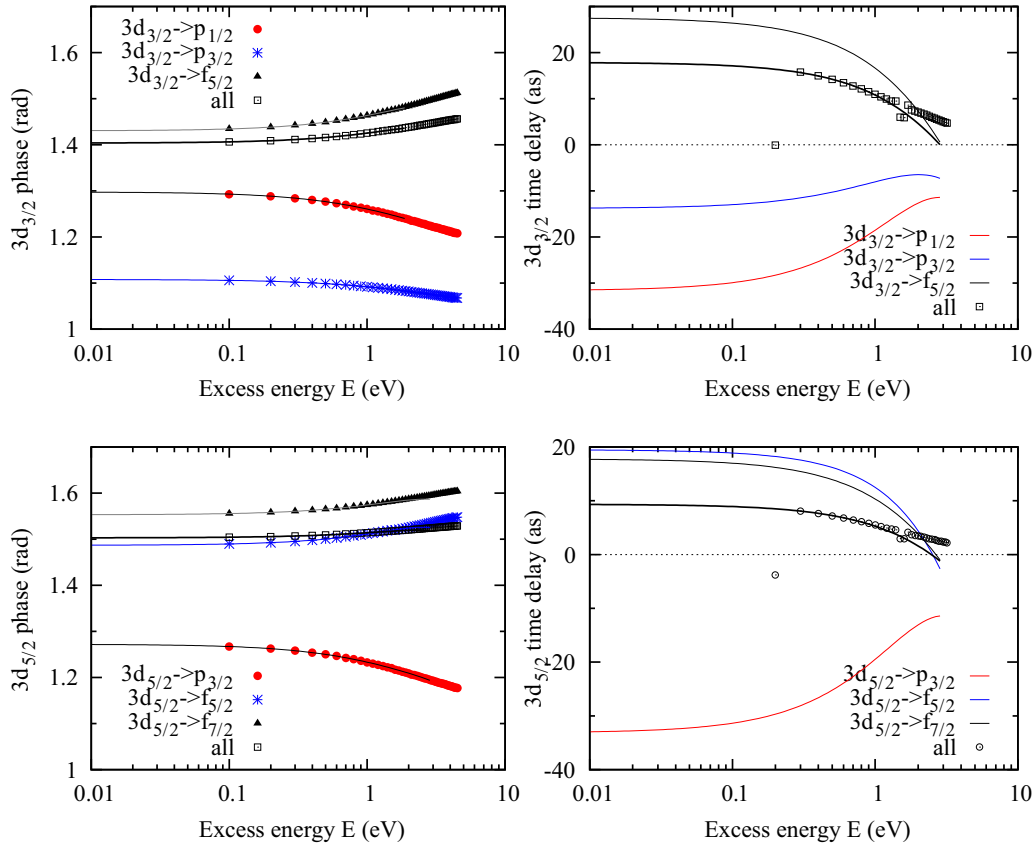 3d3/2 phase (rad)
1.6
1.4
1.2
1
0.01
0.1
1
10
Excess energy E (eV)
3d3/2->p1/2
3d3/2->p3/2
3d3/2->f5/2
all
3d3/2 time delay (as)
20
0
-20
-40
0.01
0.1
1
10
Excess energy E (eV)
3d3/2->p1/2
3d3/2->p3/2
3d3/2->f5/2
all
3d5/2 phase (rad)
1.6
1.4
1.2
1
0.01
0.1
1
10
Excess energy E (eV)
3d5/2->p3/2
3d5/2->f5/2
3d5/2->f7/2
all
3d5/2 time delay (as)
20
0
-20
-40
0.01
0.1
1
10
Excess energy E (eV)
3d5/2->p3/2
3d5/2->f5/2
3d5/2->f7/2
all